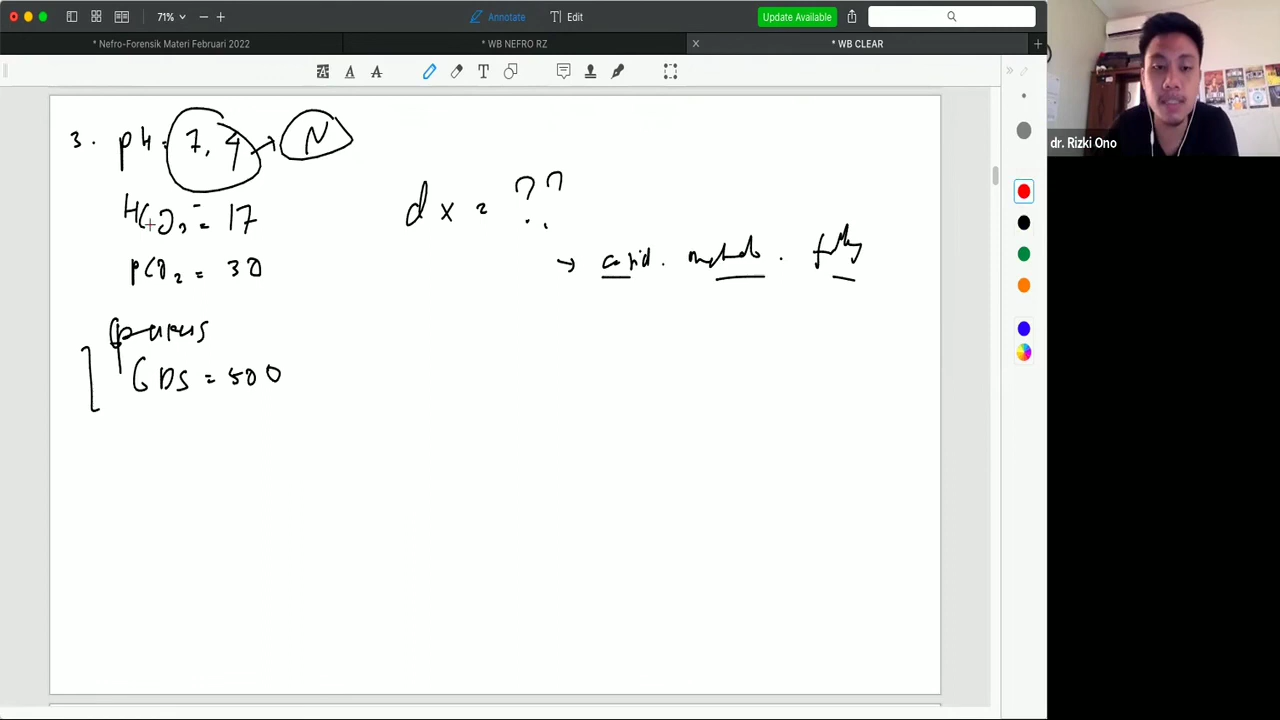 71%
Annotate
Edit
Update Available
* Nefro-Forensik Materi Februari 2022
* WB NEFRO RZ
* WB CLEAR
dr. Rizki Ono
3. pH = 7,4 → N
HCO3- = 17
pCO2 = 30
dx = ??
→ asid. metab. fully
GDS = 500